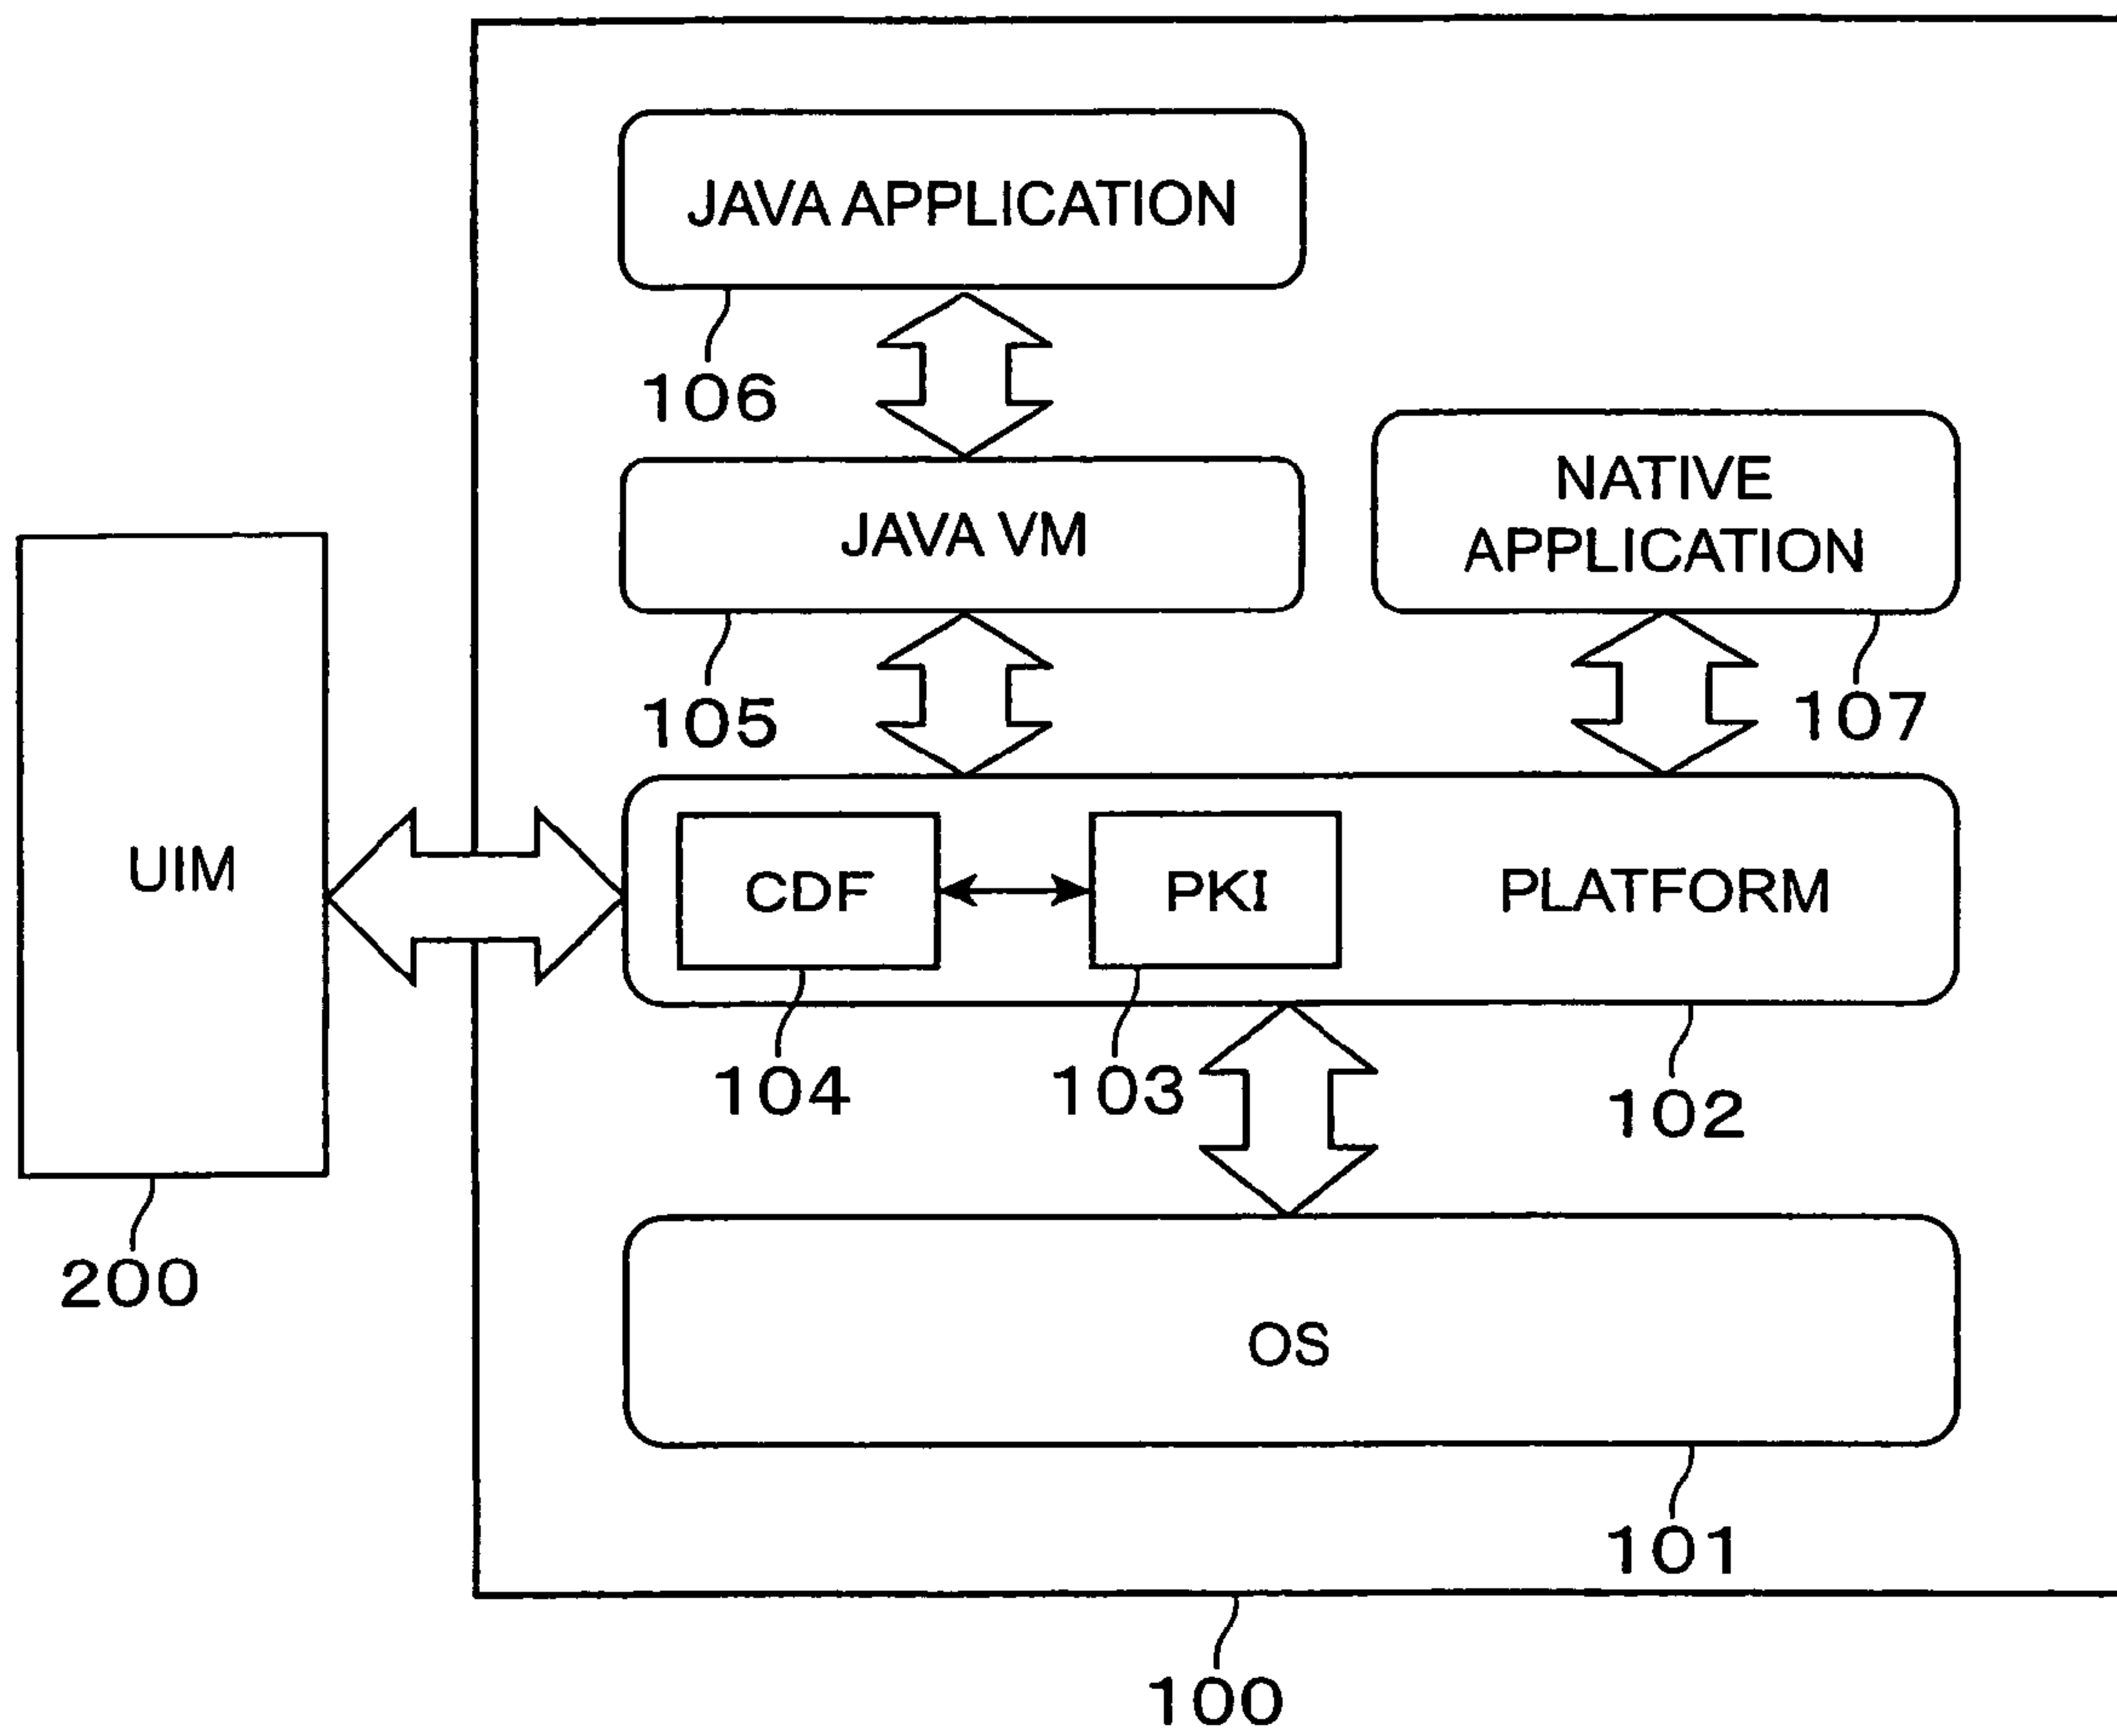 JAVA APPLICATION
106
JAVA VM
105
NATIVE
APPLICATION
107
UIM
200
CDF
PKI
PLATFORM
104
103
102
OS
101
100